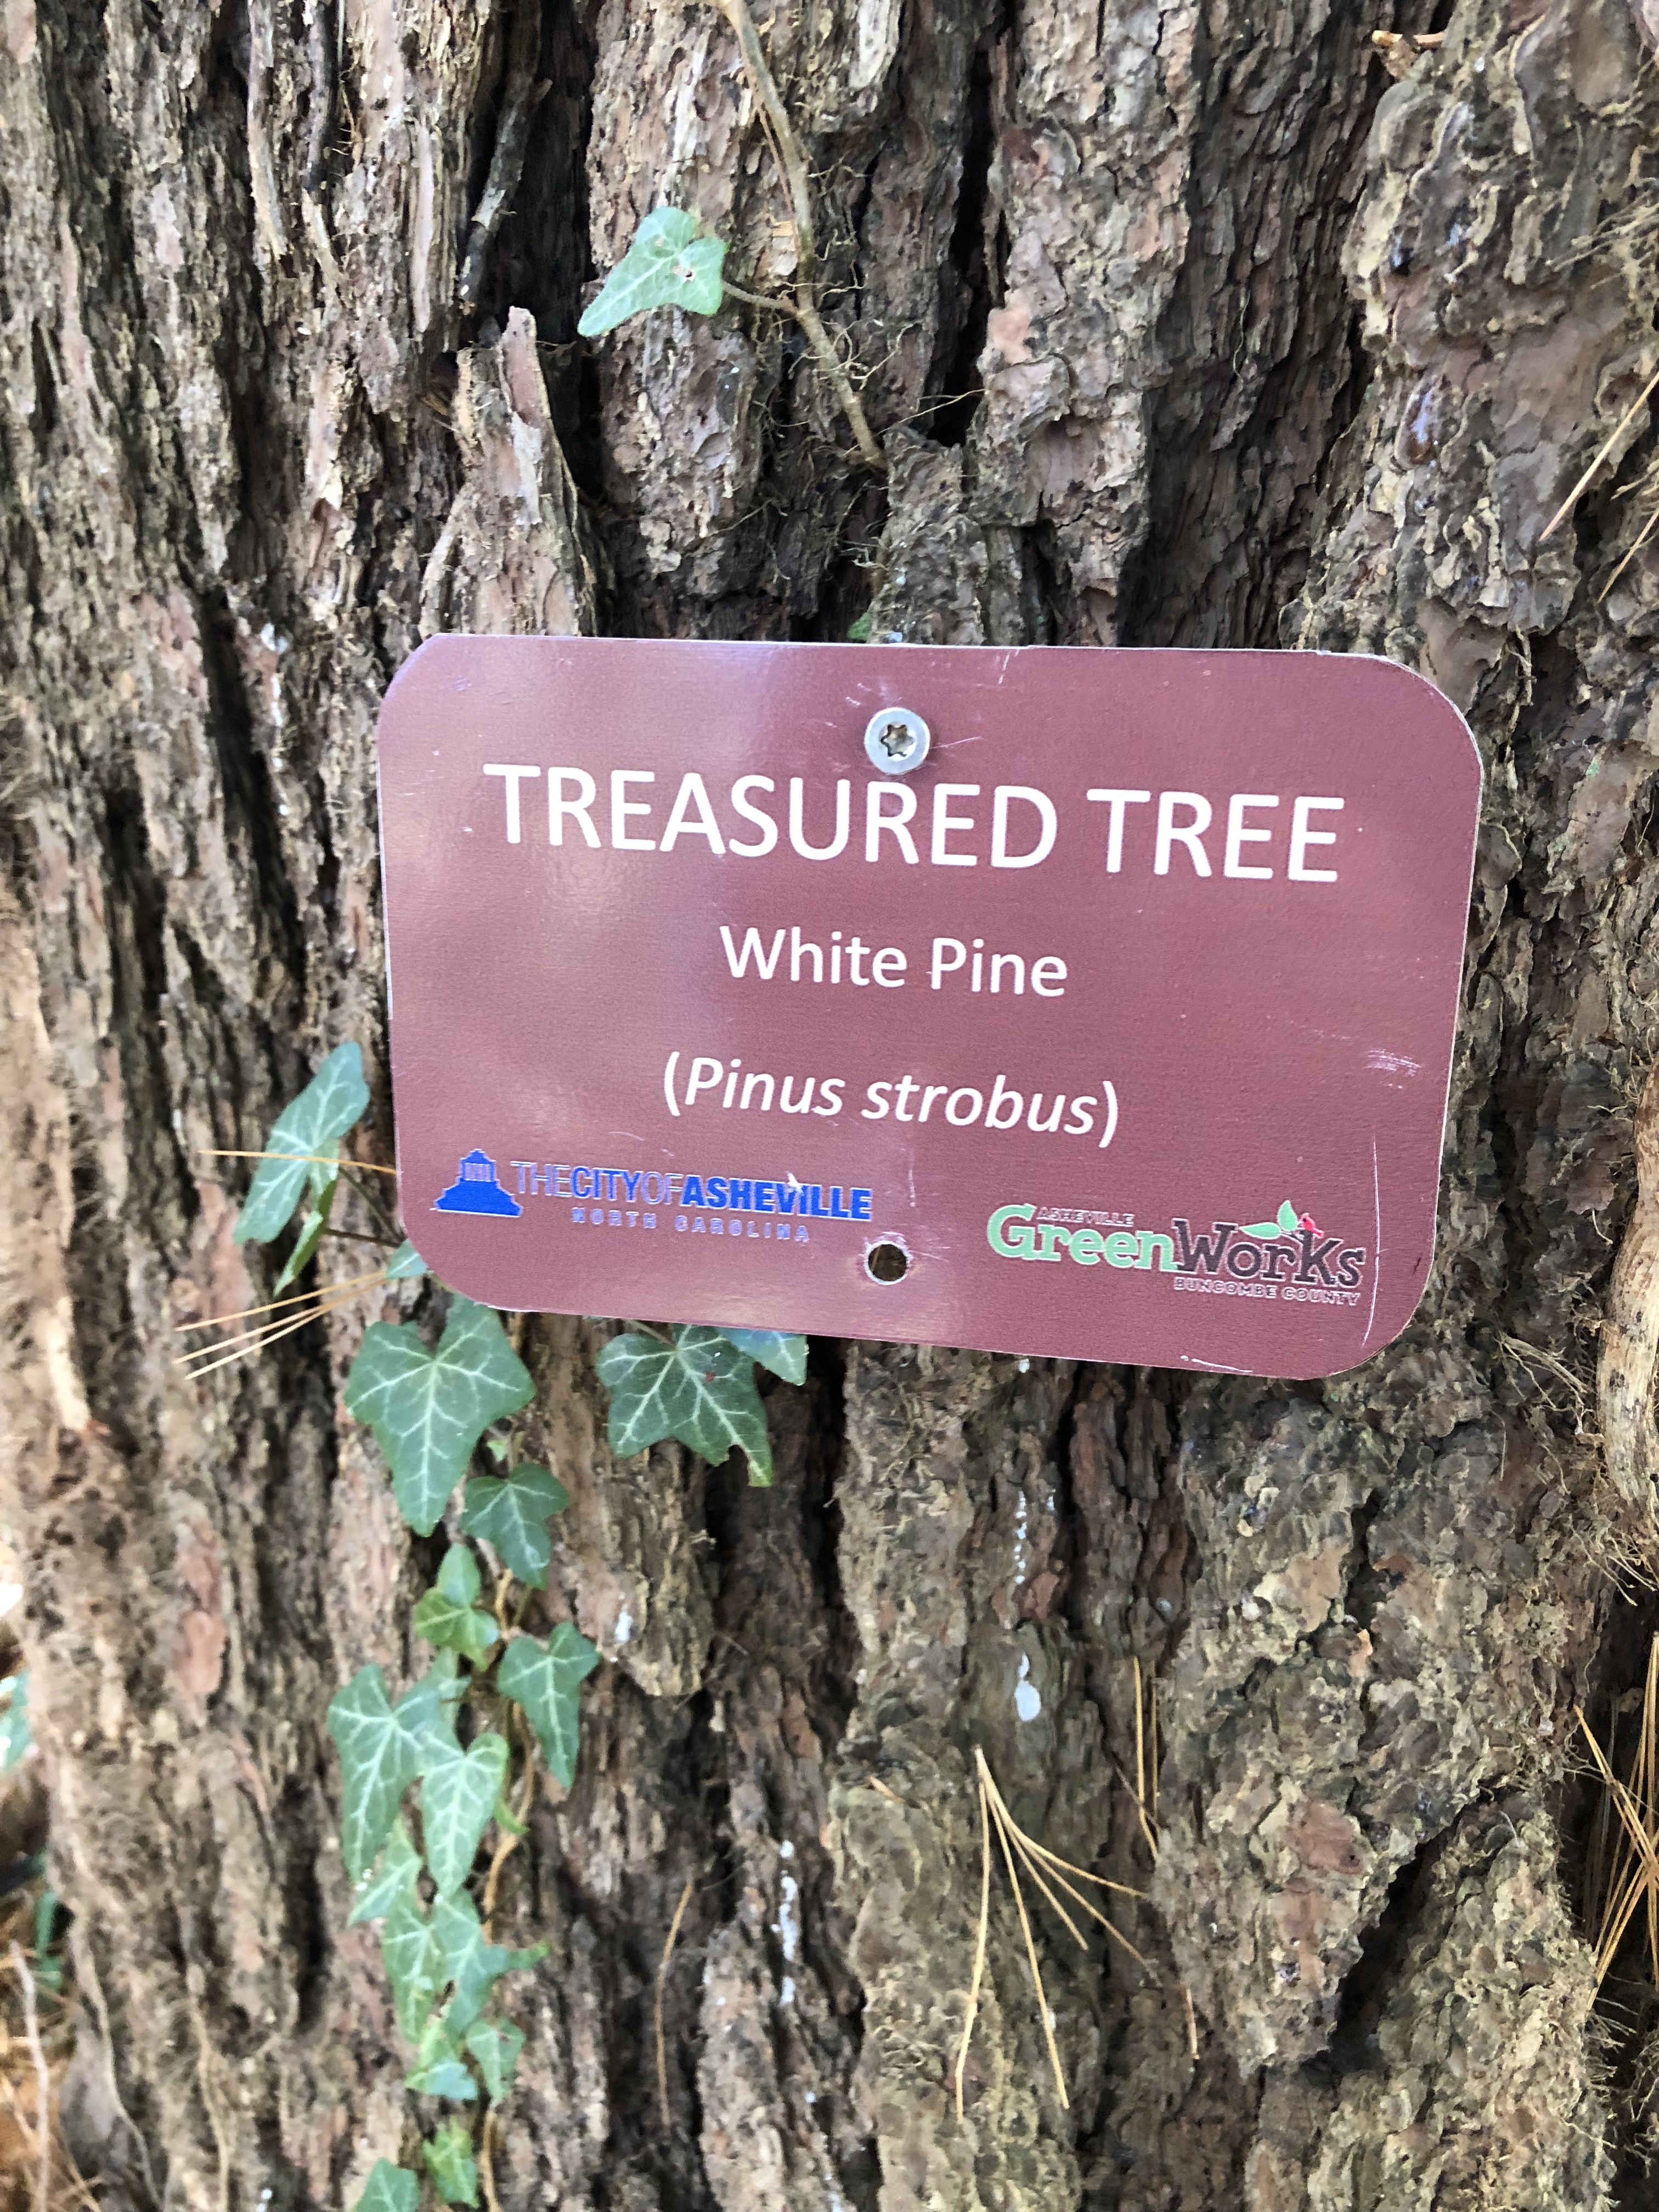 TREASURED TREE
White Pine
(Pinus strobus)
THECITYOFASHEVILLE
NORTH CAROLINA
ASHEVILLE
GreenWorks
BUNCOMBE COUNTY